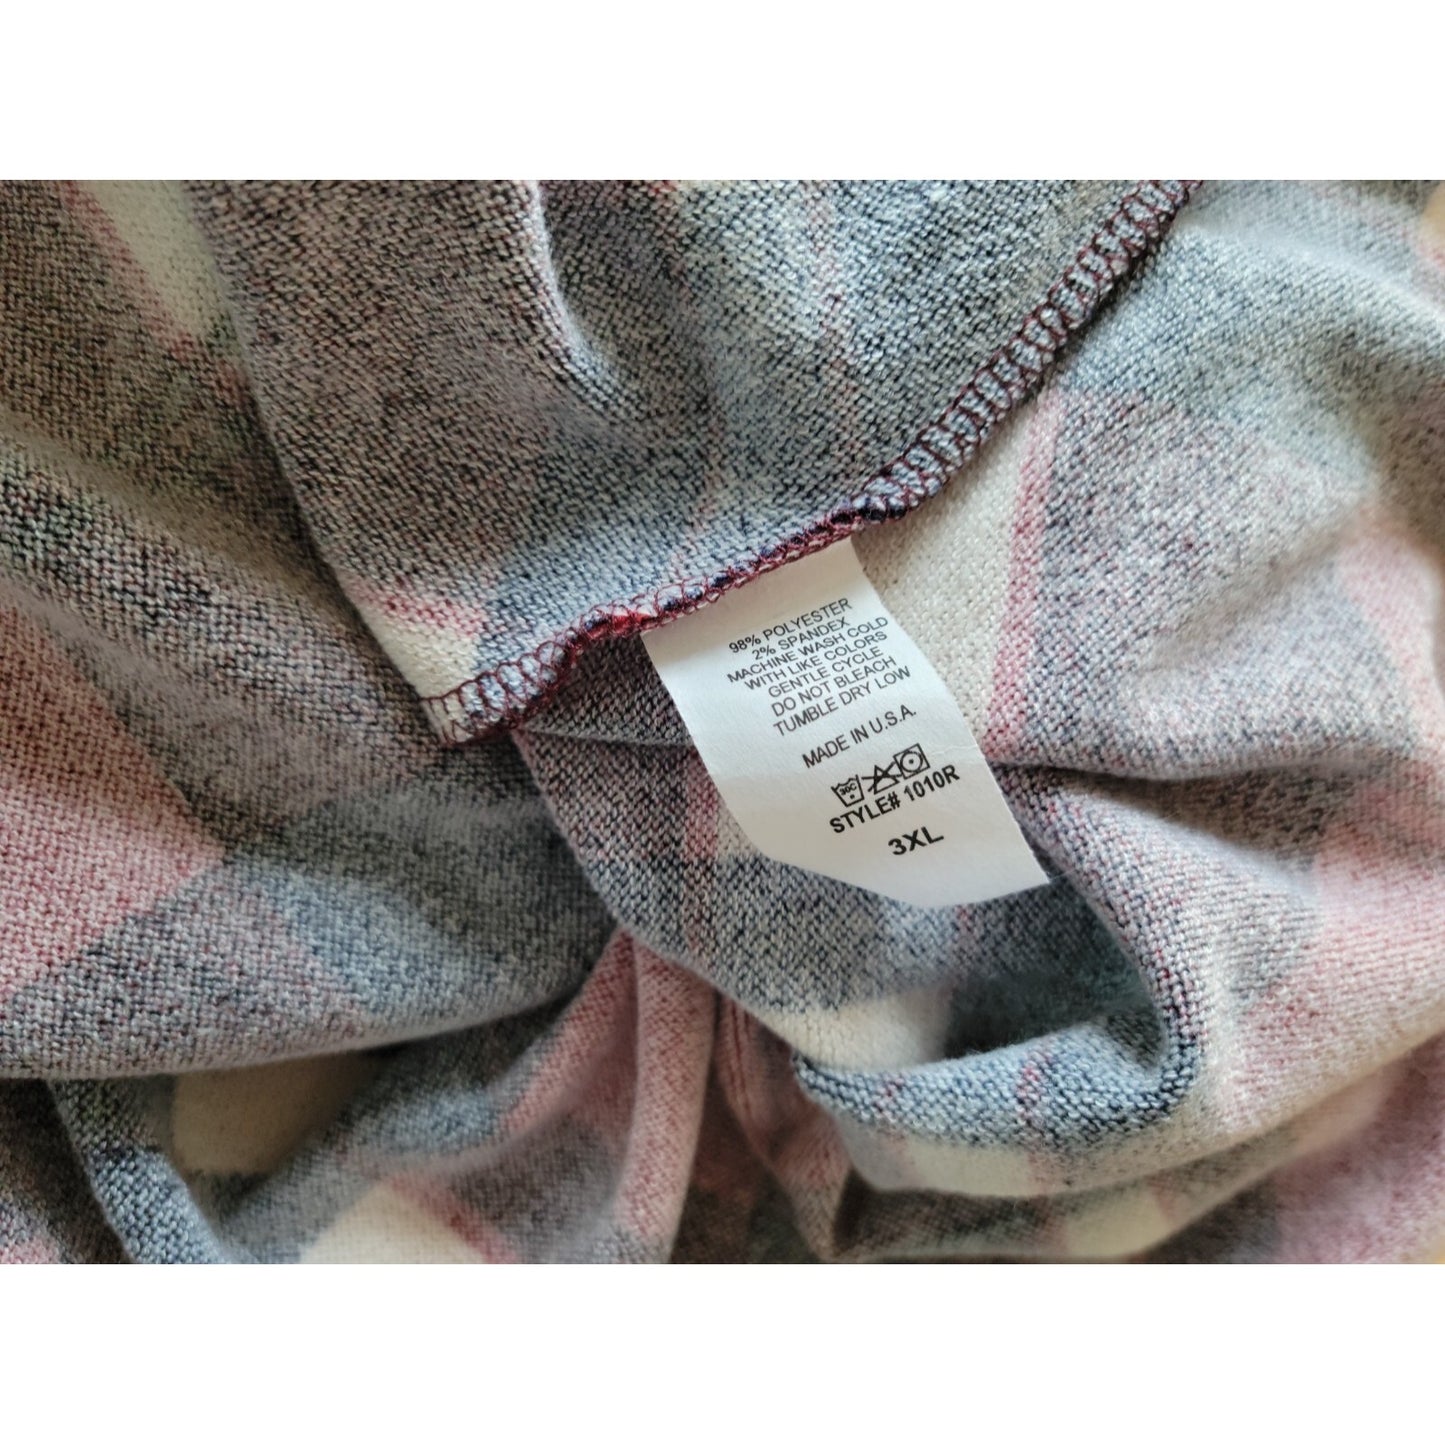 98% POLYESTER
2% SPANDEX
MACHINE WASH COLD
WITH LIKE COLORS
GENTLE CYCLE
DO NOT BLEACH
TUMBLE DRY LOW
MADE IN U.S.A.
30C
STYLE# 1010R
3XL